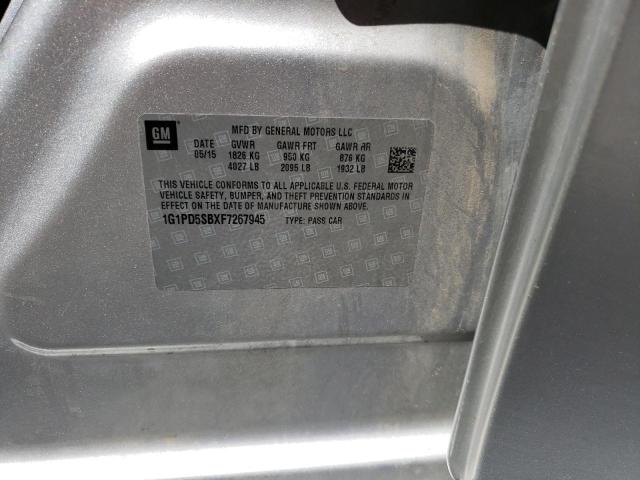 GM
MFD BY GENERAL MOTORS LLC
DATE GVWR GAWR FRT GAWR RR
05/15 1826 KG 950 KG 876 KG
4027 LB 2095 LB 1932 LB
THIS VEHICLE CONFORMS TO ALL APPLICABLE U.S. FEDERAL MOTOR
VEHICLE SAFETY, BUMPER, AND THEFT PREVENTION STANDARDS IN
EFFECT ON THE DATE OF MANUFACTURE SHOWN ABOVE.
1G1PD5SBXF7267945 TYPE: PASS CAR